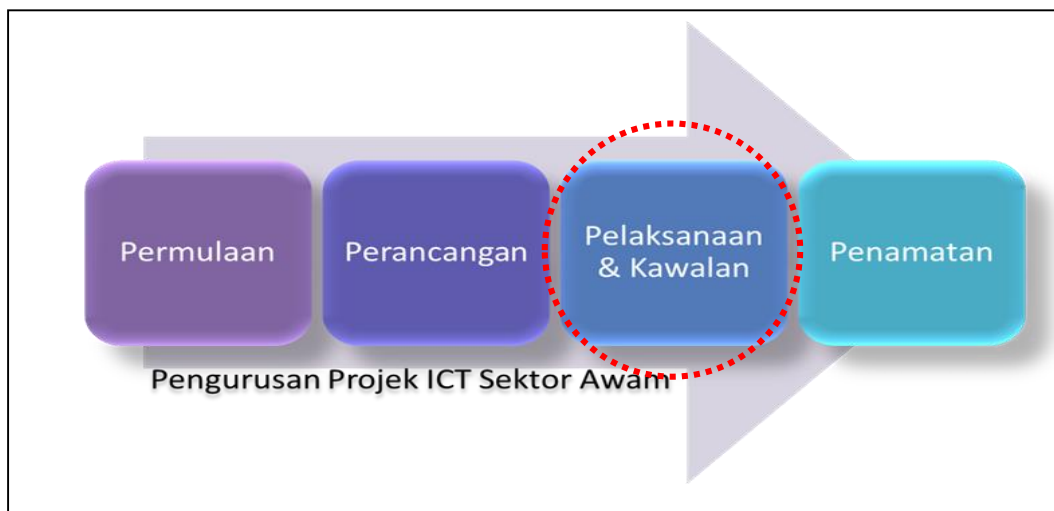 Permulaan
Perancangan
Pelaksanaan
& Kawalan
Penamatan
Pengurusan Projek ICT Sektor Awam